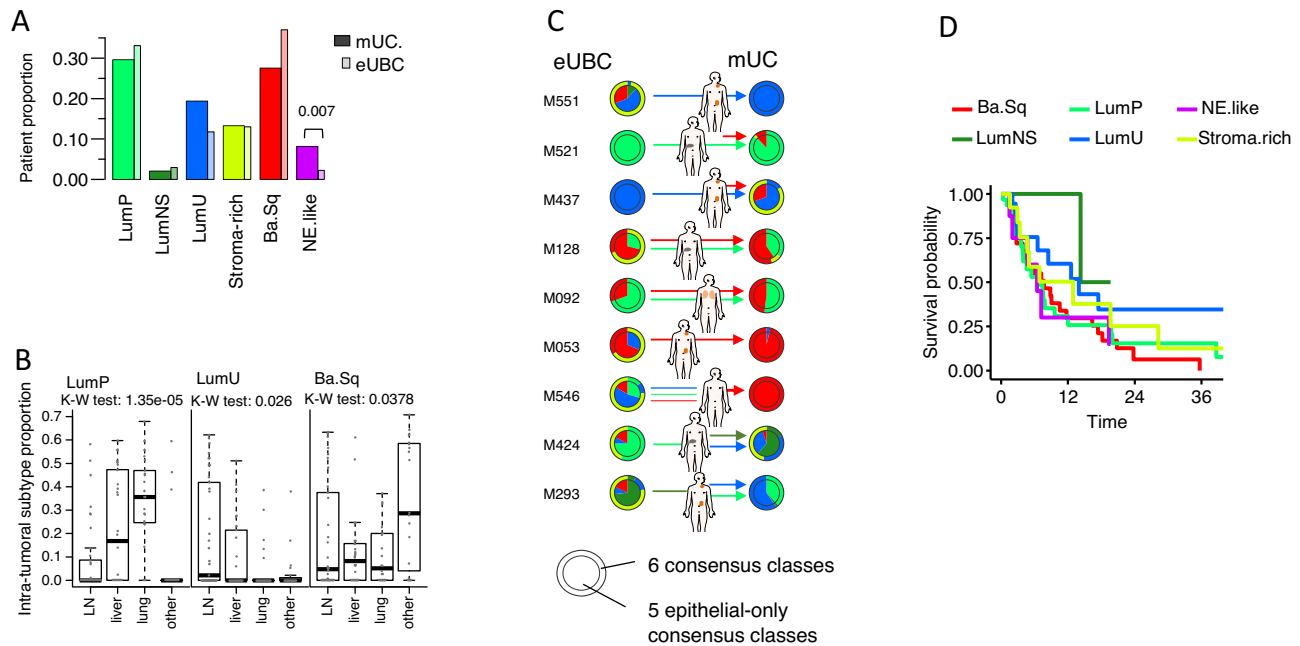 A
Patient proportion
0.30
0.20
0.10
0.00
mUC.
eUBC
0.007
LumP
LumNS
LumU
Stroma-rich
Ba.Sq
NE.like
B
LumP
K-W test: 1.35e-05
LumU
K-W test: 0.026
Ba.Sq
K-W test: 0.0378
Intra-tumoral subtype proportion
0.7
0.6
0.5
0.4
0.3
0.2
0.1
0.0
LN
liver
lung
other
LN
liver
lung
other
LN
liver
lung
other
C
eUBC
mUC
M551
M521
M437
M128
M092
M053
M546
M424
M293
6 consensus classes
5 epithelial-only
consensus classes
D
Ba.Sq
LumP
NE.like
LumNS
LumU
Stroma.rich
Survival probability
1.00
0.75
0.50
0.25
0.00
0
12
24
36
Time